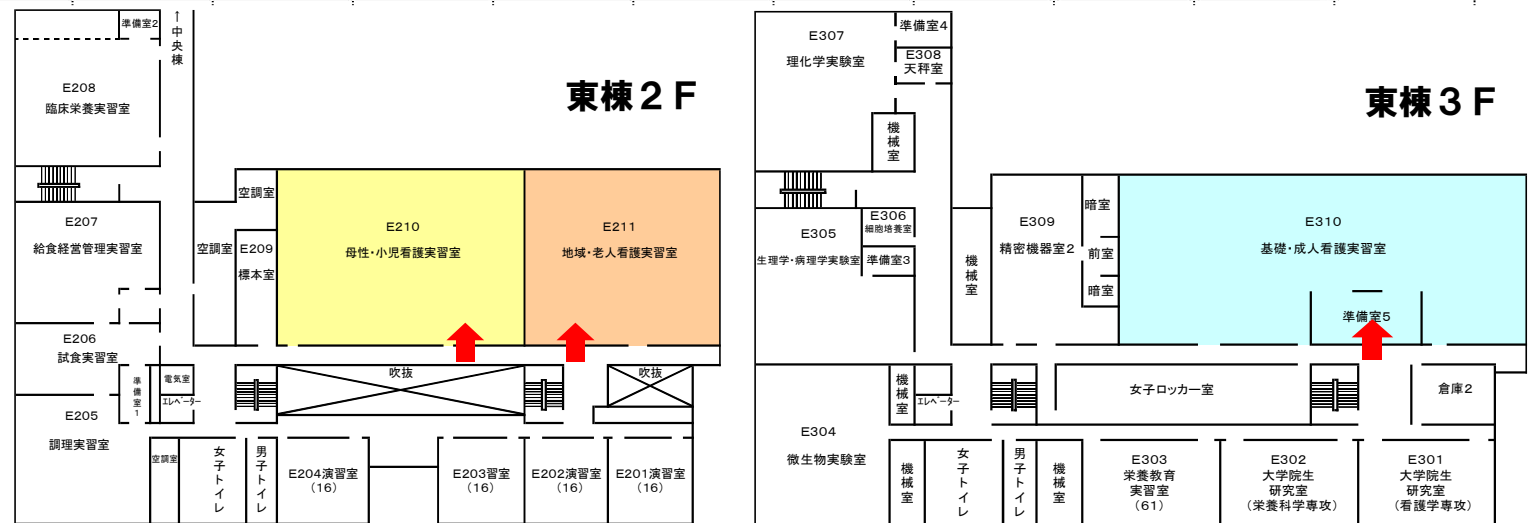 準備室2
↑中央棟
E208
臨床栄養実習室
東棟2F
空調室
E207
給食経営管理実習室
空調室
E209
標本室
E210
母性・小児看護実習室
E211
地域・老人看護実習室
E206
試食実習室
準備室1
電気室
エレベーター
吹抜
吹抜
E205
調理実習室
空調室
女子トイレ
男子トイレ
E204演習室
(16)
E203習室
(16)
E202演習室
(16)
E201演習室
(16)
E307
理化学実験室
準備室4
E308
天秤室
東棟3F
機械室
E305
生理学・病理学実験室
E306
細胞培養室
準備室3
機械室
E309
精密機器室2
暗室
前室
暗室
E310
基礎・成人看護実習室
準備室5
機械室
エレベーター
女子ロッカー室
倉庫2
E304
微生物実験室
機械室
女子トイレ
男子トイレ
機械室
E303
栄養教育
実習室
(61)
E302
大学院生
研究室
(栄養科学専攻)
E301
大学院生
研究室
(看護学専攻)